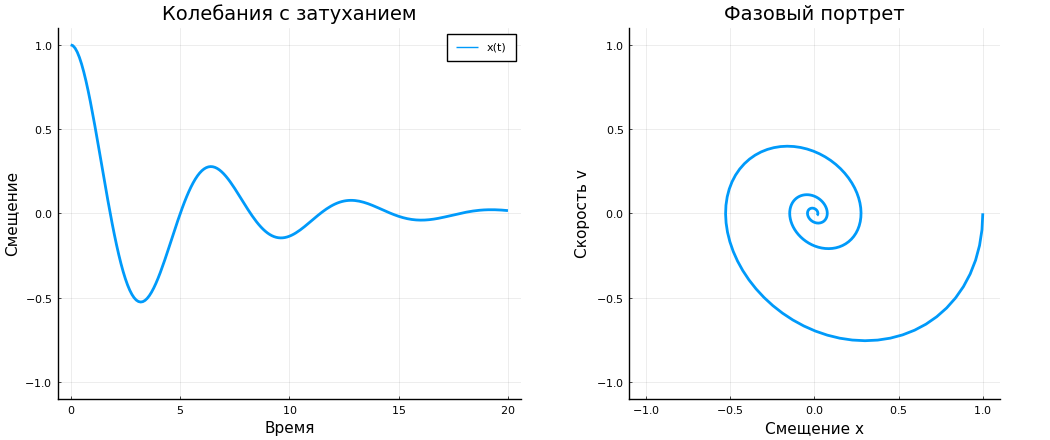 Колебания с затуханием
x(t)
Смещение
1.0
0.5
0.0
−0.5
−1.0
0 5 10 15 20
Время
Фазовый портрет
Скорость v
1.0
0.5
0.0
−0.5
−1.0
−1.0 −0.5 0.0 0.5 1.0
Смещение x